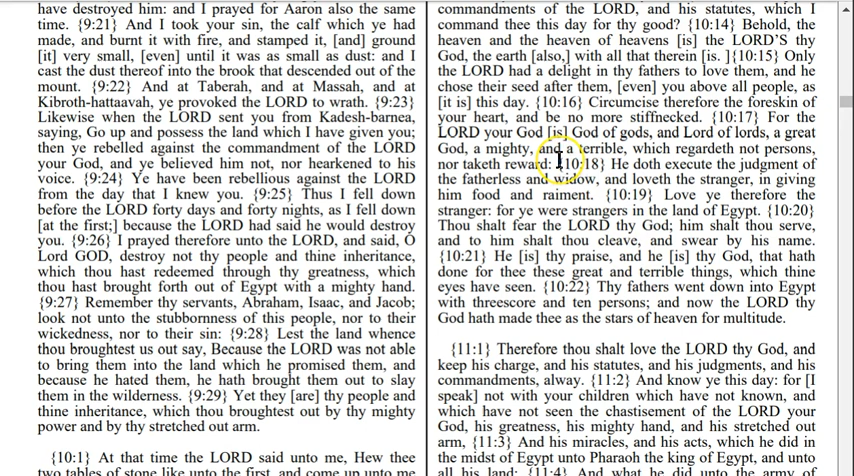 have destroyed him: and I prayed for Aaron also the same
time. {9:21} And I took your sin, the calf which ye had
made, and burnt it with fire, and stamped it, [and] ground
[it] very small, [even] until it was as small as dust: and I
cast the dust thereof into the brook that descended out of the
mount. {9:22} And at Taberah, and at Massah, and at
Kibroth-hattaavah, ye provoked the LORD to wrath. {9:23}
Likewise when the LORD sent you from Kadesh-barnea,
saying, Go up and possess the land which I have given you;
then ye rebelled against the commandment of the LORD
your God, and ye believed him not, nor hearkened to his
voice. {9:24} Ye have been rebellious against the LORD
from the day that I knew you. {9:25} Thus I fell down
before the LORD forty days and forty nights, as I fell down
[at the first;] because the LORD had said he would destroy
you. {9:26} I prayed therefore unto the LORD, and said, O
Lord GOD, destroy not thy people and thine inheritance,
which thou hast redeemed through thy greatness, which
thou hast brought forth out of Egypt with a mighty hand.
{9:27} Remember thy servants, Abraham, Isaac, and Jacob;
look not unto the stubbornness of this people, nor to their
wickedness, nor to their sin: {9:28} Lest the land whence
thou broughtest us out say, Because the LORD was not able
to bring them into the land which he promised them, and
because he hated them, he hath brought them out to slay
them in the wilderness. {9:29} Yet they [are] thy people and
thine inheritance, which thou broughtest out by thy mighty
power and by thy stretched out arm.
{10:1} At that time the LORD said unto me, Hew thee
two tables of stone like unto the first, and come up unto me
commandments of the LORD, and his statutes, which I
command thee this day for thy good? {10:14} Behold, the
heaven and the heaven of heavens [is] the LORD'S thy
God, the earth [also,] with all that therein [is. ]{10:15} Only
the LORD had a delight in thy fathers to love them, and he
chose their seed after them, [even] you above all people, as
[it is] this day. {10:16} Circumcise therefore the foreskin of
your heart, and be no more stiffnecked. {10:17} For the
LORD your God [is] God of gods, and Lord of lords, a great
God, a mighty, and a terrible, which regardeth not persons,
nor taketh reward: {10:18} He doth execute the judgment of
the fatherless and widow, and loveth the stranger, in giving
him food and raiment. {10:19} Love ye therefore the
stranger: for ye were strangers in the land of Egypt. {10:20}
Thou shalt fear the LORD thy God; him shalt thou serve,
and to him shalt thou cleave, and swear by his name.
{10:21} He [is] thy praise, and he [is] thy God, that hath
done for thee these great and terrible things, which thine
eyes have seen. {10:22} Thy fathers went down into Egypt
with threescore and ten persons; and now the LORD thy
God hath made thee as the stars of heaven for multitude.
{11:1} Therefore thou shalt love the LORD thy God, and
keep his charge, and his statutes, and his judgments, and his
commandments, alway. {11:2} And know ye this day: for [I
speak] not with your children which have not known, and
which have not seen the chastisement of the LORD your
God, his greatness, his mighty hand, and his stretched out
arm, {11:3} And his miracles, and his acts, which he did in
the midst of Egypt unto Pharaoh the king of Egypt, and unto
all his land; {11:4} And what he did unto the army of